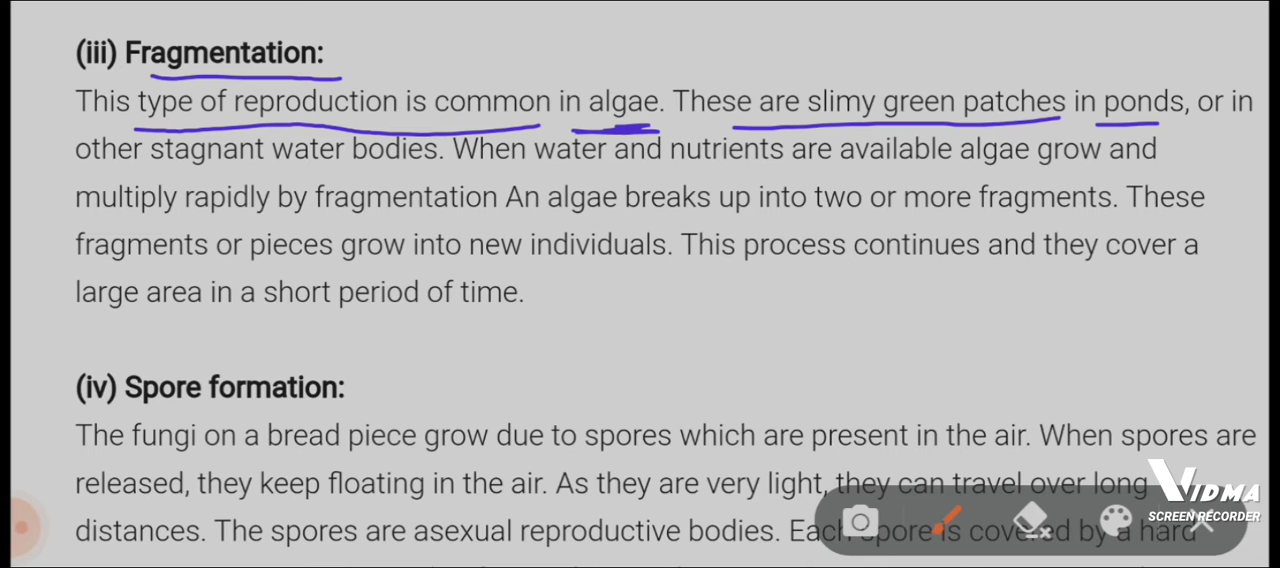 (iii) Fragmentation:
This type of reproduction is common in algae. These are slimy green patches in ponds, or in
other stagnant water bodies. When water and nutrients are available algae grow and
multiply rapidly by fragmentation An algae breaks up into two or more fragments. These
fragments or pieces grow into new individuals. This process continues and they cover a
large area in a short period of time.
(iv) Spore formation:
The fungi on a bread piece grow due to spores which are present in the air. When spores are
released, they keep floating in the air. As they are very light, they can travel over long
distances. The spores are asexual reproductive bodies. Each spore is covered by a hard
VIDMA
SCREEN RECORDER